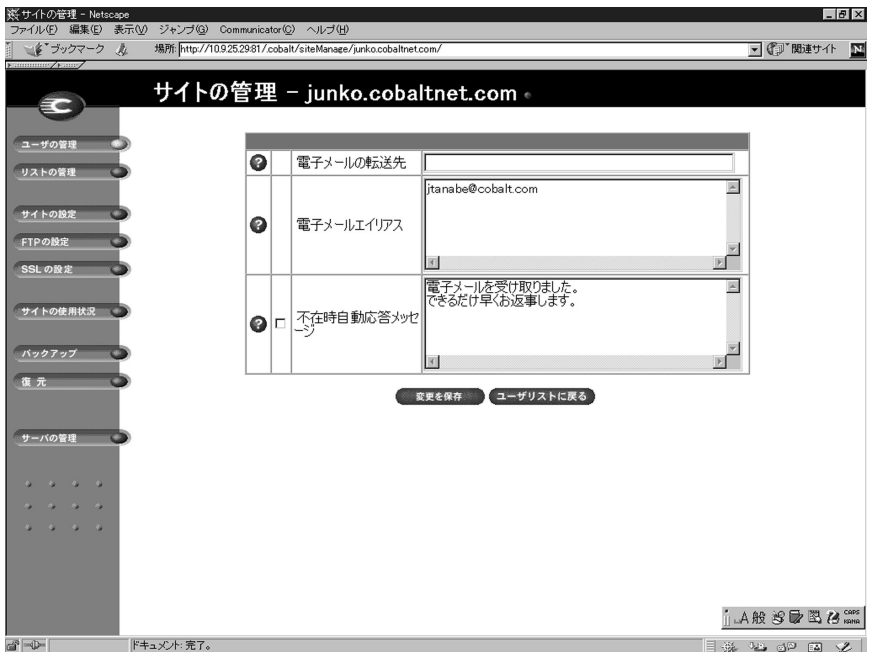 サイトの管理 - Netscape
ファイル(F) 編集(E) 表示(V) ジャンプ(G) Communicator(C) ヘルプ(H)
ブックマーク 場所: http://10.9.25.29:81/.cobalt/siteManage/junko.cobaltnet.com/ 関連サイト N
サイトの管理 - junko.cobaltnet.com
ユーザの管理
リストの管理
サイトの設定
FTPの設定
SSL の設定
サイトの使用状況
バックアップ
復 元
サーバの管理
? 電子メールの転送先
? 電子メールエイリアス
jtanabe@cobalt.com
? 不在時自動応答メッセ
ージ
電子メールを受け取りました。
できるだけ早くお返事します。
変更を保存 ユーザリストに戻る
A 般 CAPS
KANA
ドキュメント: 完了。